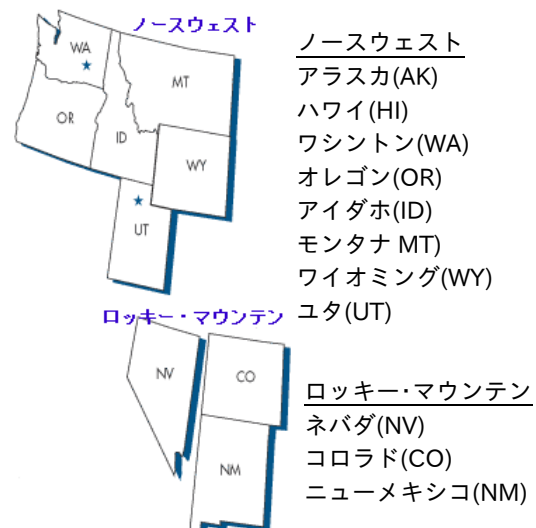 ノースウェスト
WA
MT
OR
ID
WY
UT
ノースウェスト
アラスカ(AK)
ハワイ(HI)
ワシントン(WA)
オレゴン(OR)
アイダホ(ID)
モンタナ MT)
ワイオミング(WY)
ユタ(UT)
ロッキー・マウンテン
NV
CO
NM
ロッキー・マウンテン
ネバダ(NV)
コロラド(CO)
ニューメキシコ(NM)